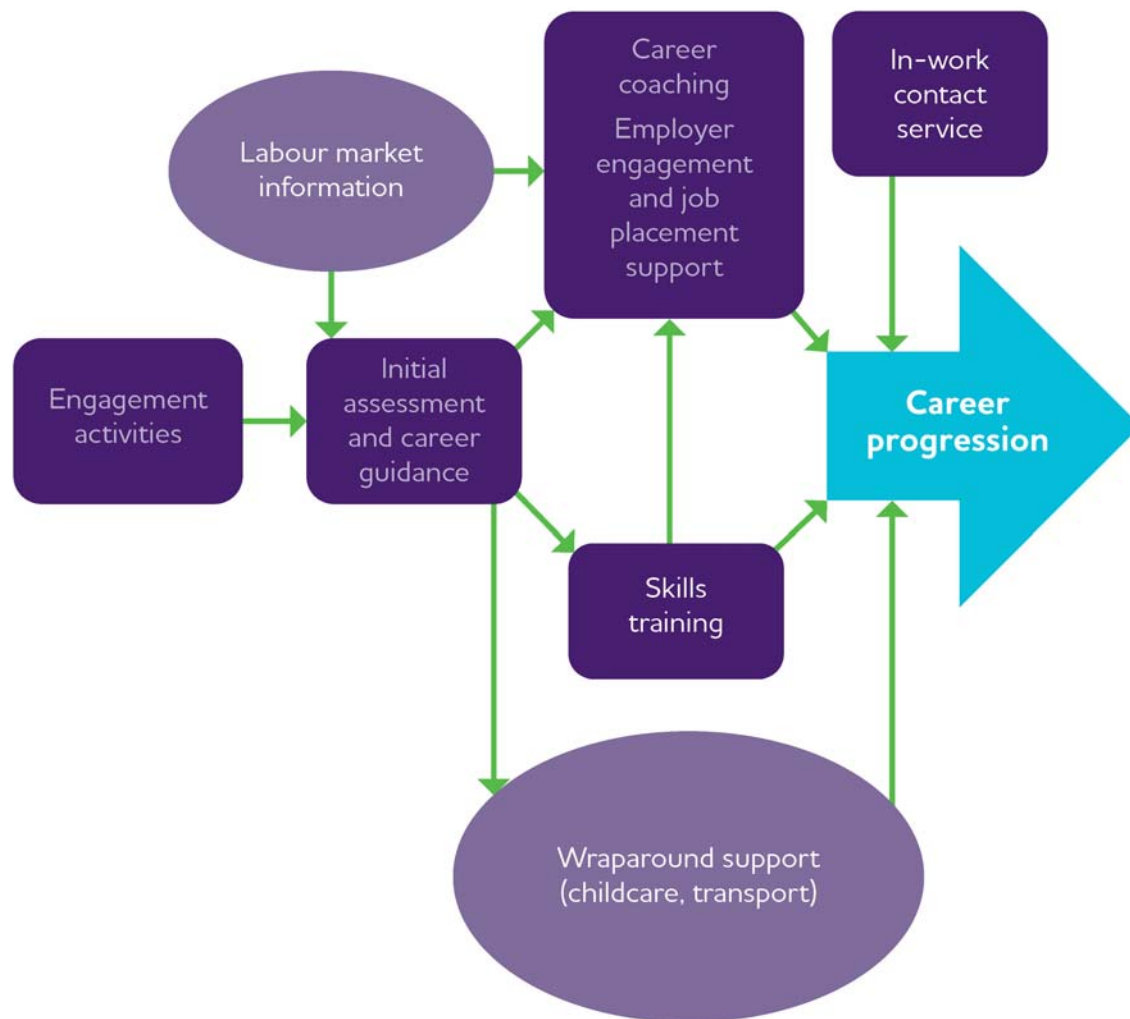 Career
coaching
Employer
engagement
and job
placement
support
In-work
contact
service
Labour market
information
Engagement
activities
Initial
assessment
and career
guidance
Career
progression
Skills
training
Wraparound support
(childcare, transport)